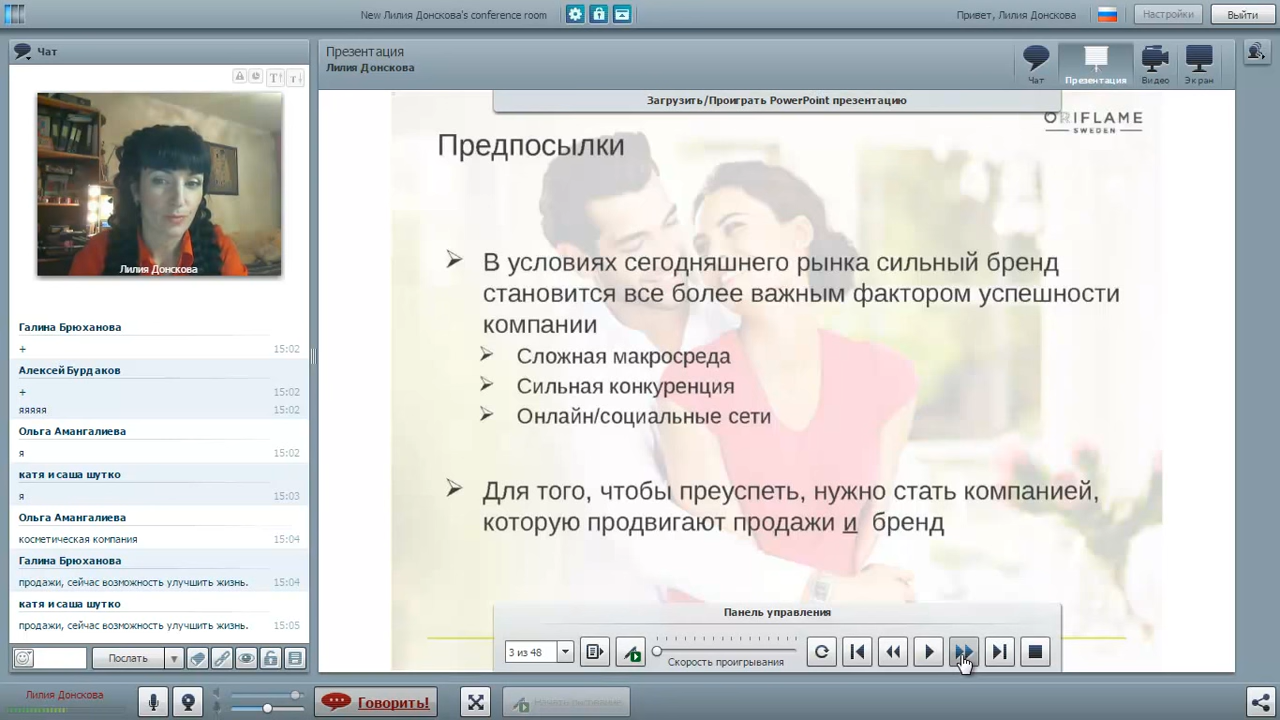 New Лилия Донскова's conference room
Привет, Лилия Донскова
Настройки
Выйти
Чат
Лилия Донскова
Галина Брюханова
+ 15:02
Алексей Бурдаков
+ 15:02
яяяяя 15:02
Ольга Амангалиева
я 15:02
катя и саша шутко
я 15:03
Ольга Амангалиева
косметическая компания 15:04
Галина Брюханова
продажи, сейчас возможность улучшить жизнь. 15:04
катя и саша шутко
продажи, сейчас возможность улучшить жизнь. 15:05
Послать
Лилия Донскова
Говорить!
Презентация
Лилия Донскова
Чат
Презентация
Видео
Экран
Загрузить/Проиграть PowerPoint презентацию
ORIFLAME
SWEDEN
Предпосылки
В условиях сегодняшнего рынка сильный бренд
становится все более важным фактором успешности
компании
Сложная макросреда
Сильная конкуренция
Онлайн/социальные сети
Для того, чтобы преуспеть, нужно стать компанией,
которую продвигают продажи и бренд
Панель управления
3 из 48
Скорость проигрывания